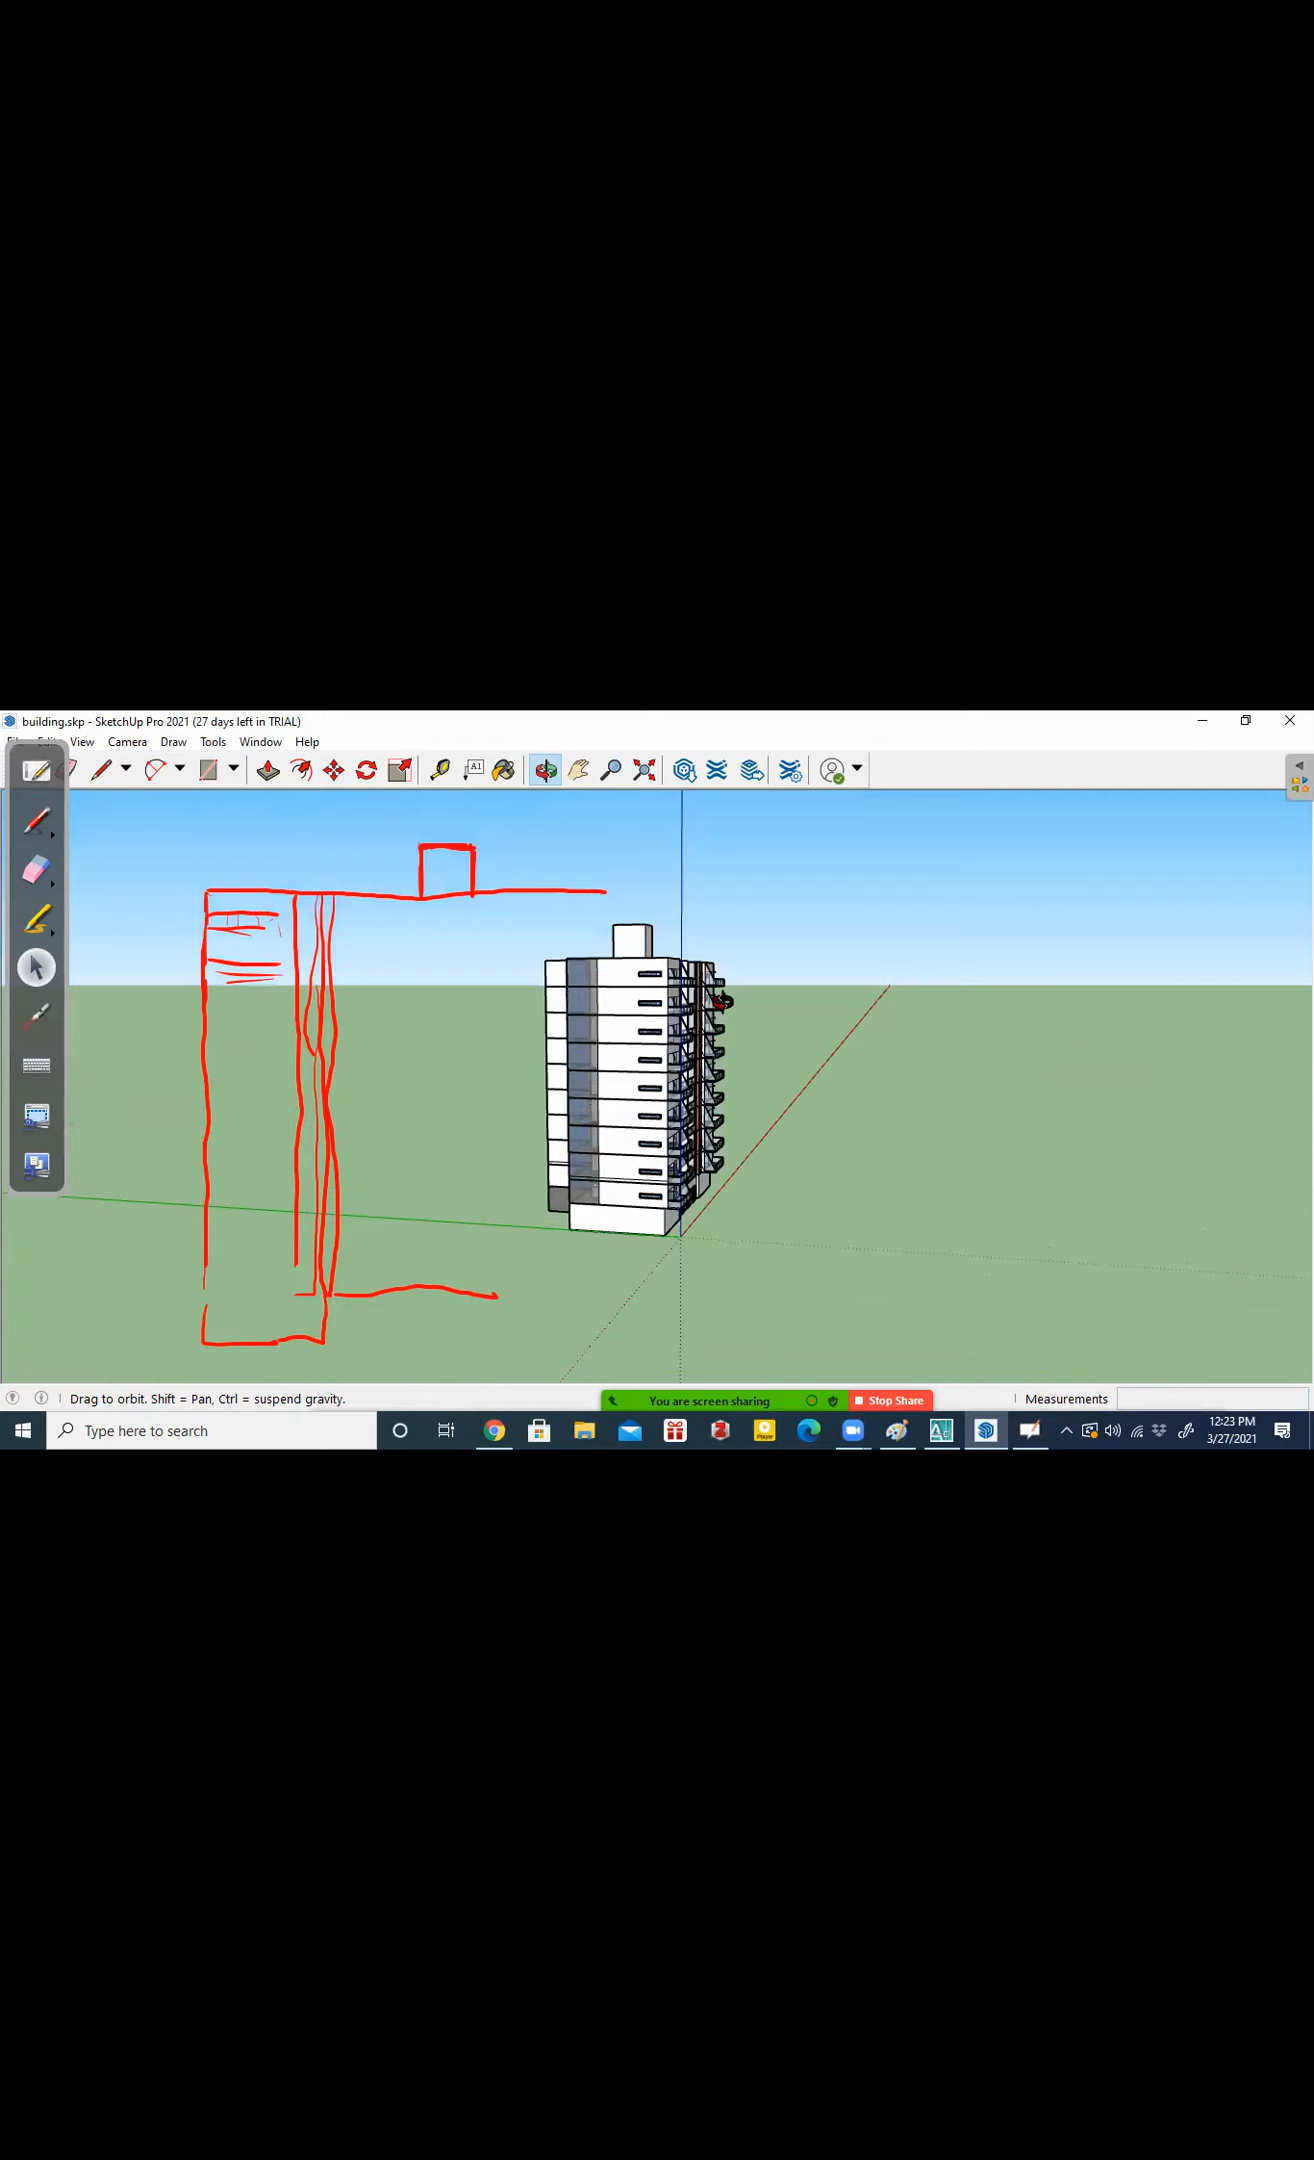 building.skp - SketchUp Pro 2021 (27 days left in TRIAL)
View Camera Draw Tools Window Help
A1
Drag to orbit. Shift = Pan, Ctrl = suspend gravity.
You are screen sharing
Stop Share
Measurements
Type here to search
12:23 PM
3/27/2021